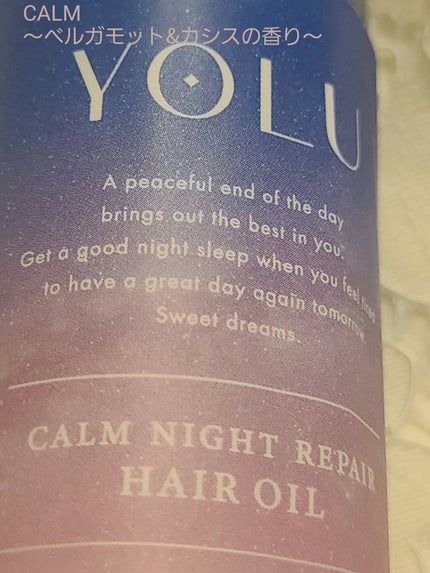 CALM
〜ベルガモット&カシスの香り〜
YOLU
A peaceful end of the day
brings out the best in you.
Get a good night sleep when you feel tired
to have a great day again tomorrow.
Sweet dreams.
CALM NIGHT REPAIR
HAIR OIL